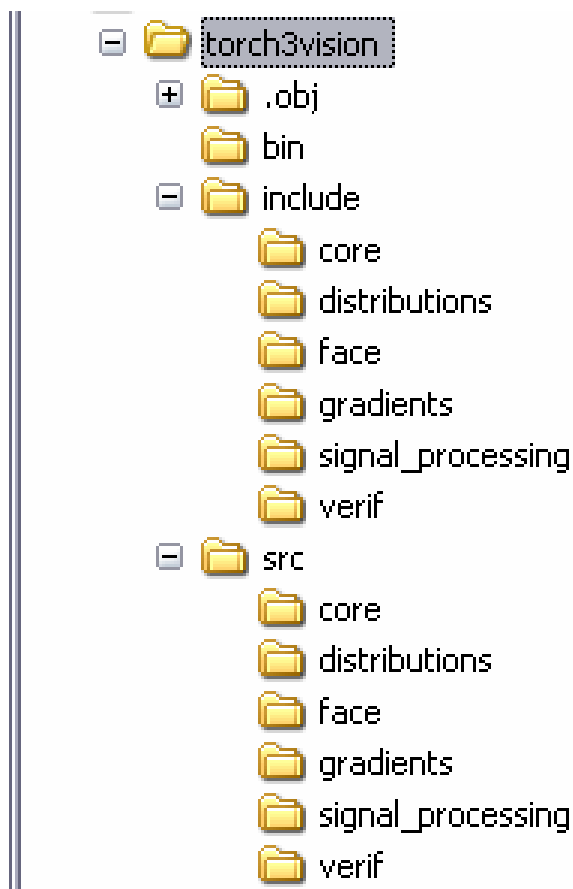 torch3vision
.obj
bin
include
core
distributions
face
gradients
signal_processing
verif
src
core
distributions
face
gradients
signal_processing
verif